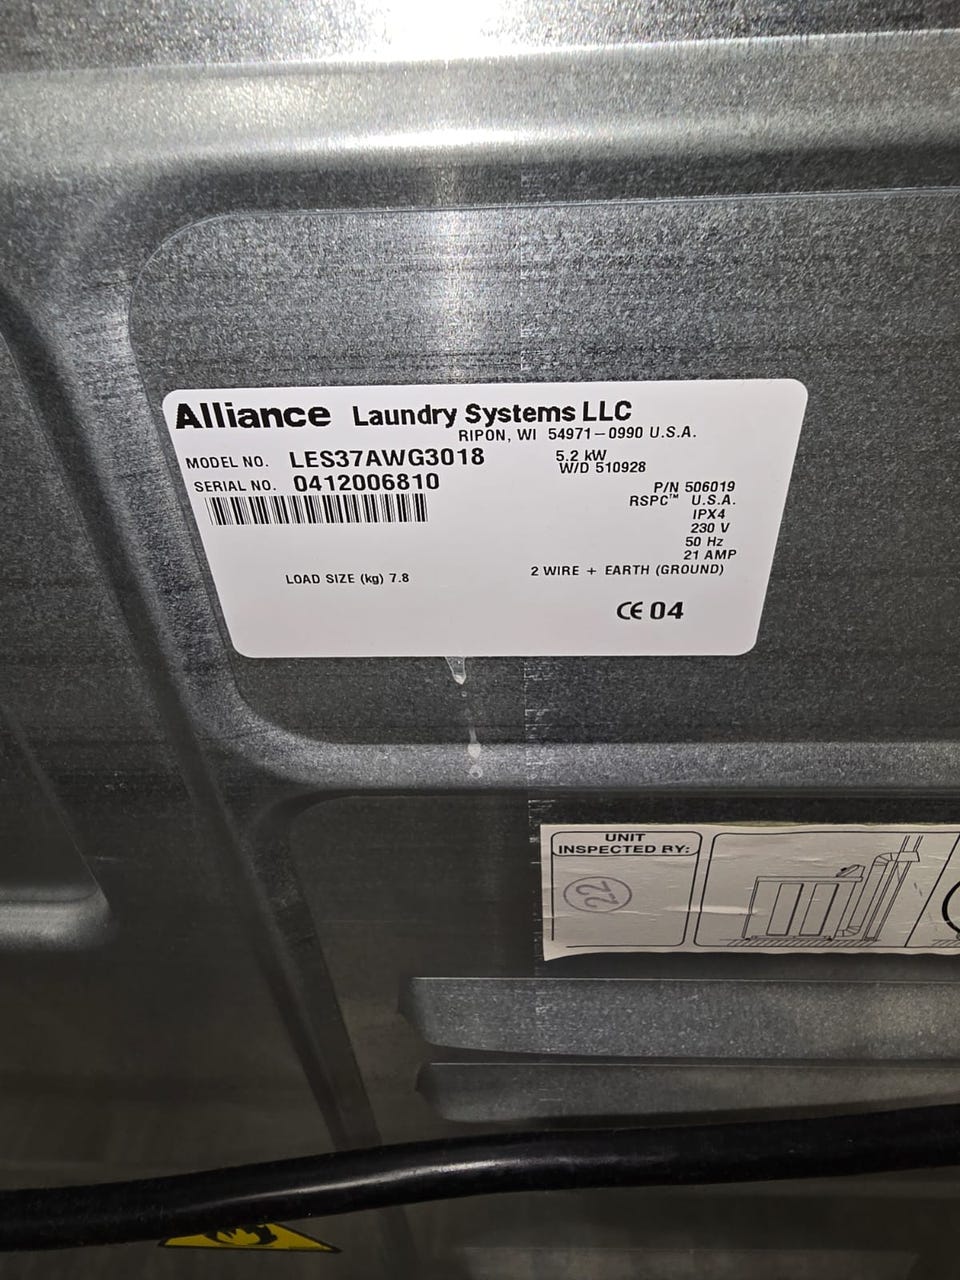 Alliance Laundry Systems LLC
RIPON, WI 54971-0990 U.S.A.
MODEL NO. LES37AWG3018
5.2 kW
W/D 510928
SERIAL NO. 0412006810
P/N 506019
RSPC™ U.S.A.
IPX4
230 V
50 Hz
21 AMP
LOAD SIZE (kg) 7.8
2 WIRE + EARTH (GROUND)
CE 04
UNIT
INSPECTED BY:
22